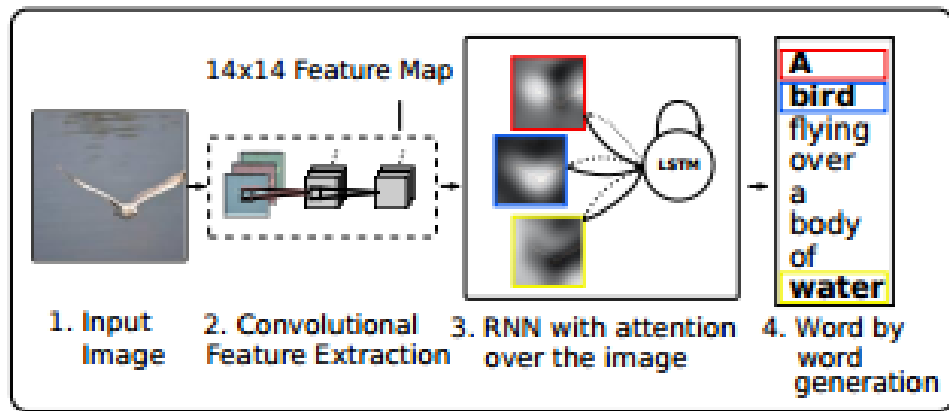 14x14 Feature Map
LSTM
A
bird
flying
over
a
body
of
water
1. Input
Image
2. Convolutional
Feature Extraction
3. RNN with attention
over the image
4. Word by
word
generation